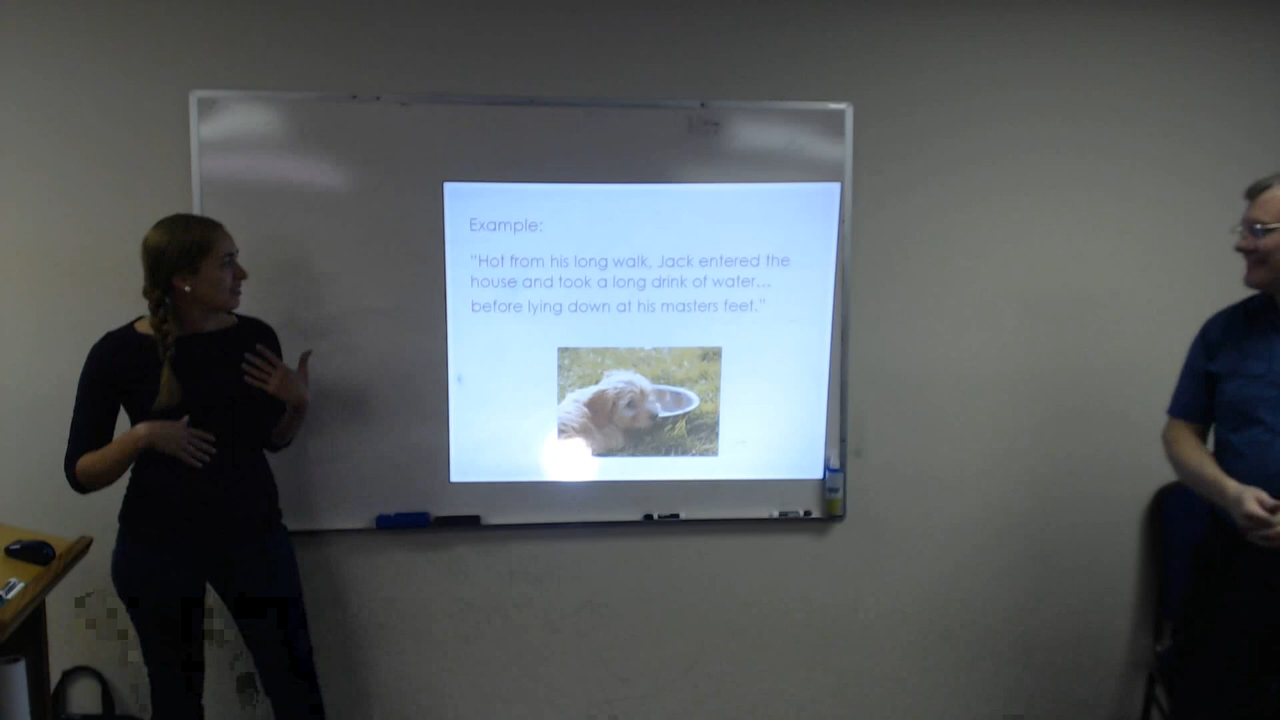 Example:
"Hot from his long walk, Jack entered the
house and took a long drink of water...
before lying down at his masters feet."